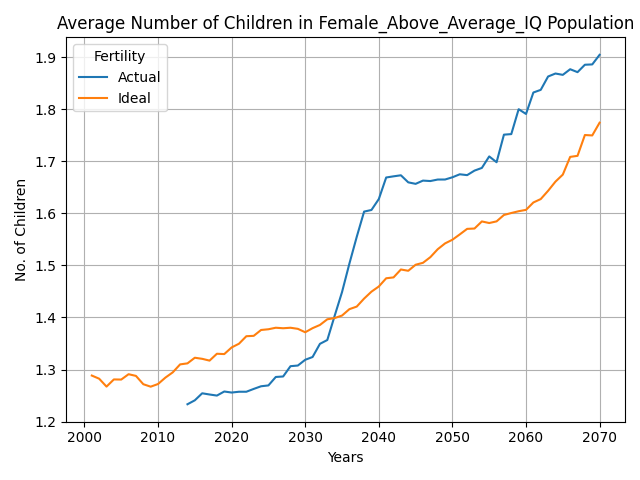 Average Number of Children in Female_Above_Average_IQ Population
Fertility
Actual
Ideal
No. of Children
1.9
1.8
1.7
1.6
1.5
1.4
1.3
1.2
2000 2010 2020 2030 2040 2050 2060 2070
Years